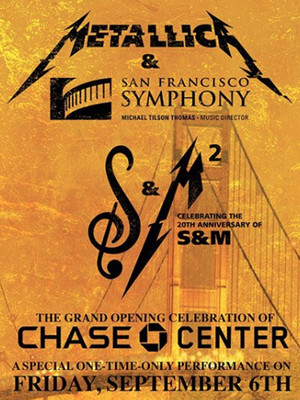 METALLICA
&
SAN FRANCISCO
SYMPHONY
MICHAEL TILSON THOMAS • MUSIC DIRECTOR
S&M²
CELEBRATING THE
20TH ANNIVERSARY OF
S&M
THE GRAND OPENING CELEBRATION OF
CHASE CENTER
A SPECIAL ONE-TIME-ONLY PERFORMANCE ON
FRIDAY, SEPTEMBER 6TH